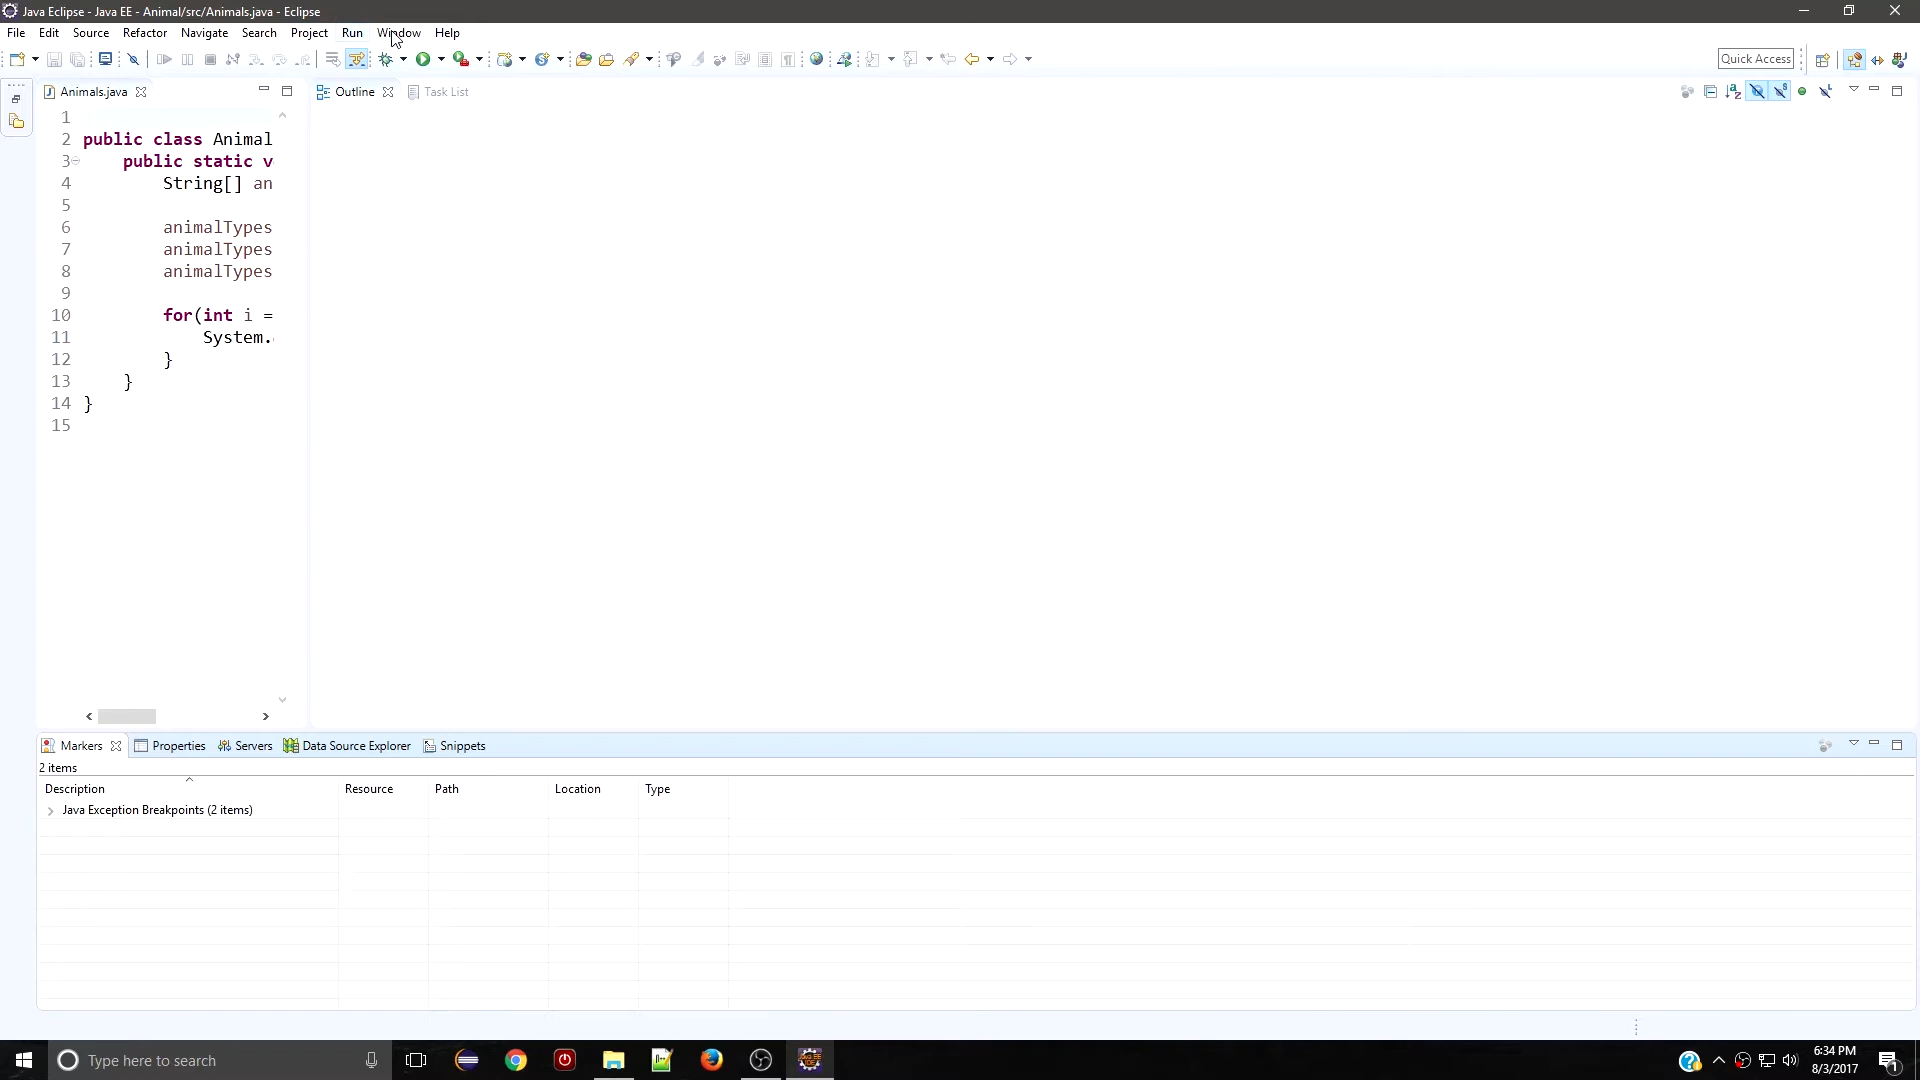 Java Eclipse - Java EE - Animal/src/Animals.java - Eclipse
File Edit Source Refactor Navigate Search Project Run Window Help
Quick Access
Animals.java
Outline Task List
1
2 public class Animal
3 public static v
4 String[] an
5
6 animalTypes
7 animalTypes
8 animalTypes
9
10 for(int i =
11 System.
12 }
13 }
14 }
15
Markers Properties Servers Data Source Explorer Snippets
2 items
Description Resource Path Location Type
Java Exception Breakpoints (2 items)
Type here to search
6:34 PM
8/3/2017